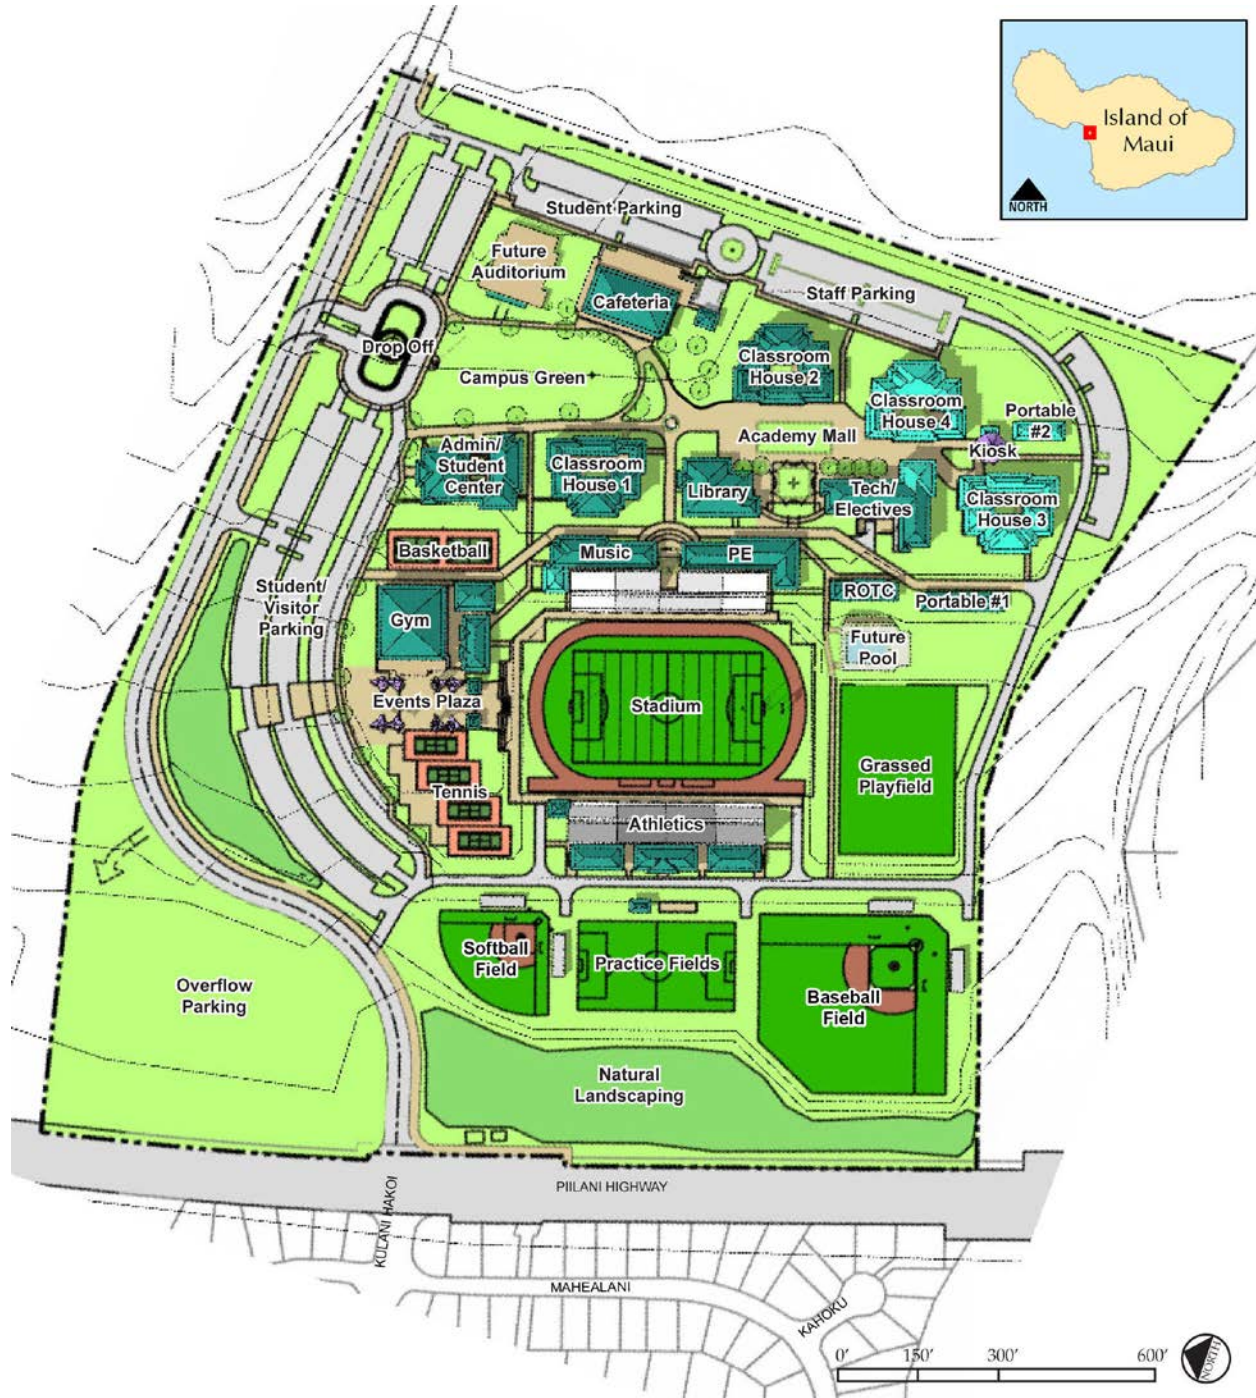 Island of
Maui
NORTH
Student Parking
Future
Auditorium
Cafeteria
Staff Parking
Drop Off
Campus Green
Classroom
House 2
Classroom
House 4
Portable
#2
Academy Mall
Kiosk
Admin/
Student
Center
Classroom
House 1
Library
Tech/
Electives
Classroom
House 3
Basketball
Music
PE
Student/
Visitor
Parking
ROTC
Portable #1
Gym
Future
Pool
Events Plaza
Stadium
Grassed
Playfield
Tennis
Athletics
Softball
Field
Practice Fields
Baseball
Field
Overflow
Parking
Natural
Landscaping
PIILANI HIGHWAY
KULANI HAKOI
MAHEALANI
KAHOKU
0' 150' 300' 600'
NORTH